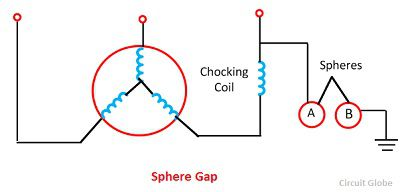 Chocking
Coil
Spheres
A
B
Sphere Gap
Circuit Globe